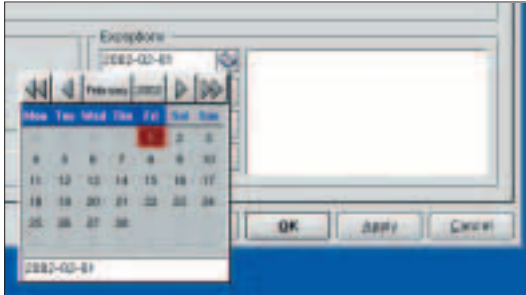 Exceptions
2002-02-01
February 2002
Mon Tue Wed Thu Fri Sat Sun
1 2 3
4 5 6 7 8 9 10
11 12 13 14 15 16 17
18 19 20 21 22 23 24
25 26 27 28
2002-02-01
OK Apply Cancel